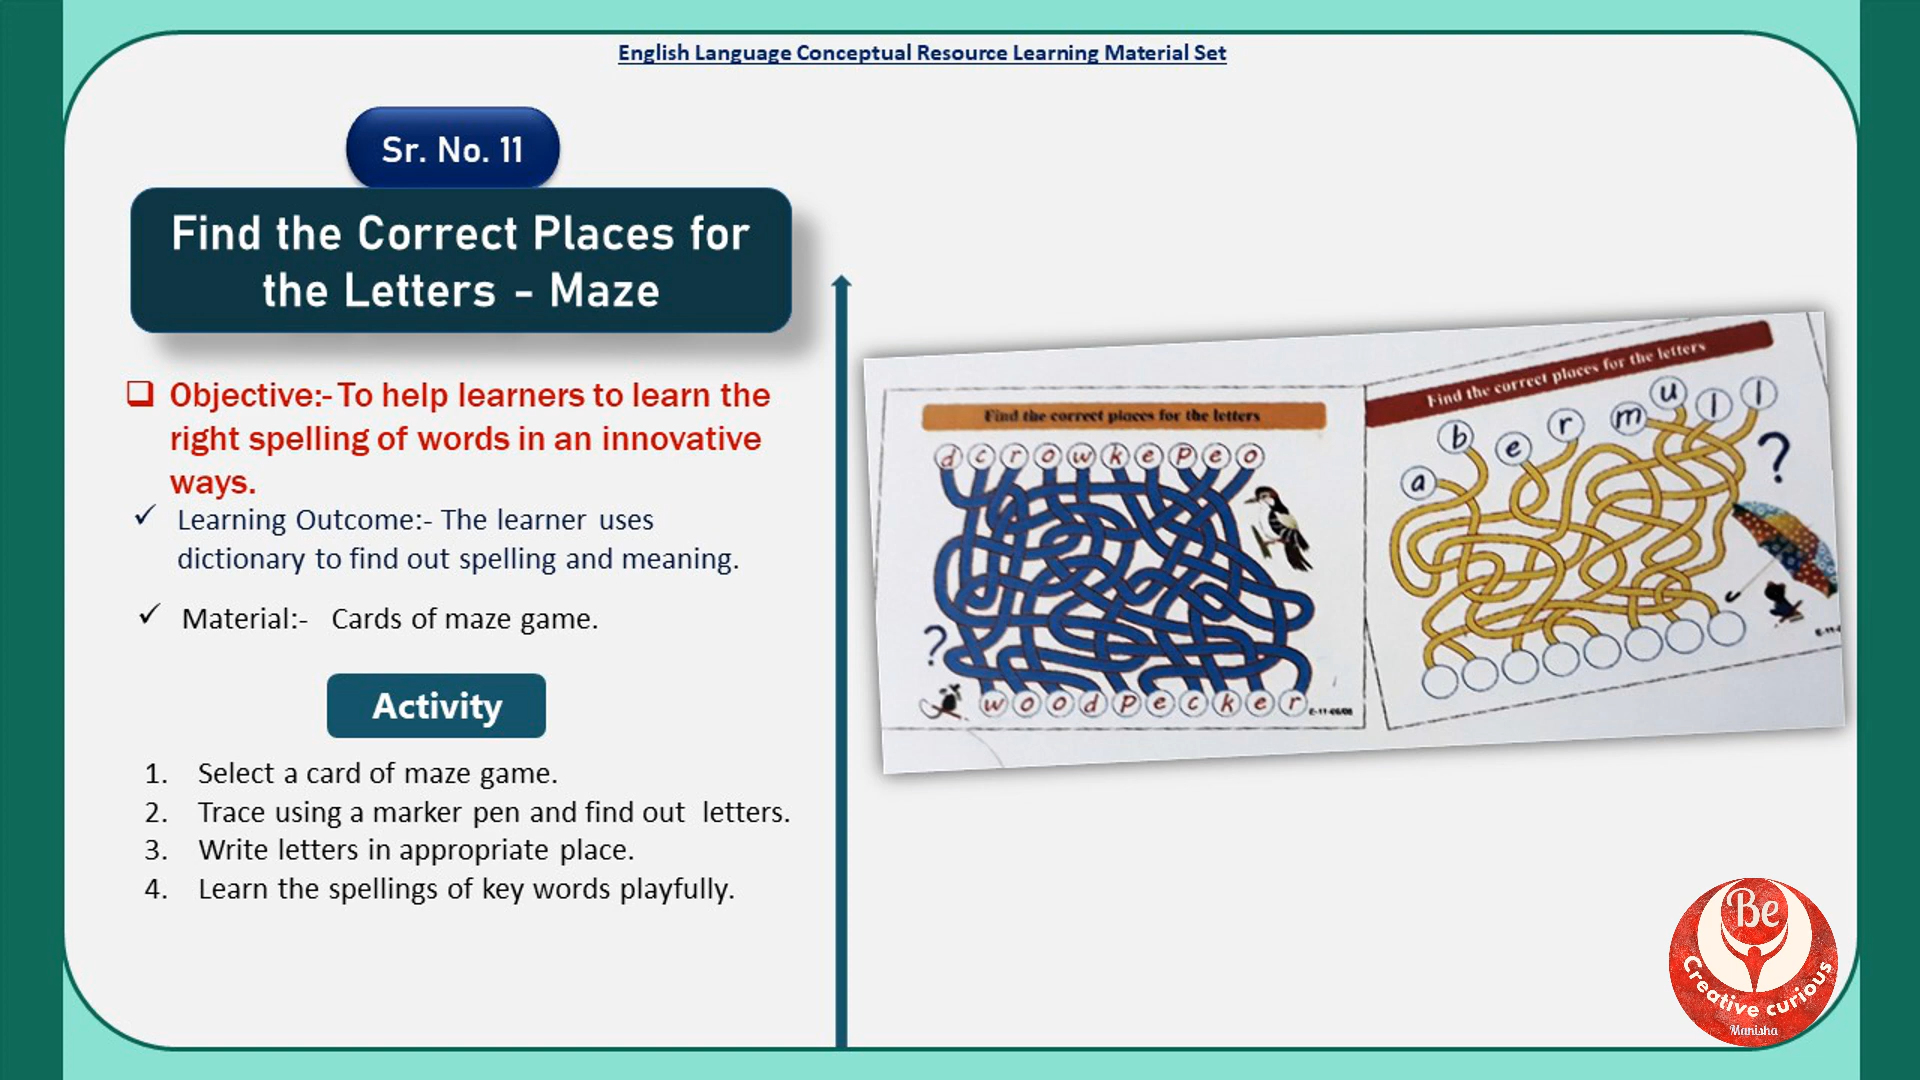 English Language Conceptual Resource Learning Material Set
Sr. No. 11
Find the Correct Places for
the Letters - Maze
❑ Objective:- To help learners to learn the
right spelling of words in an innovative
ways.
✓ Learning Outcome:- The learner uses
dictionary to find out spelling and meaning.
✓ Material:- Cards of maze game.
Activity
1. Select a card of maze game.
2. Trace using a marker pen and find out letters.
3. Write letters in appropriate place.
4. Learn the spellings of key words playfully.
Find the correct places for the letters
d c r o w k e p e o
?
w o o d p e c k e r
E-11-06/08
Find the correct places for the letters
a b e r m u l l
?
Be
Creative curious
Manisha